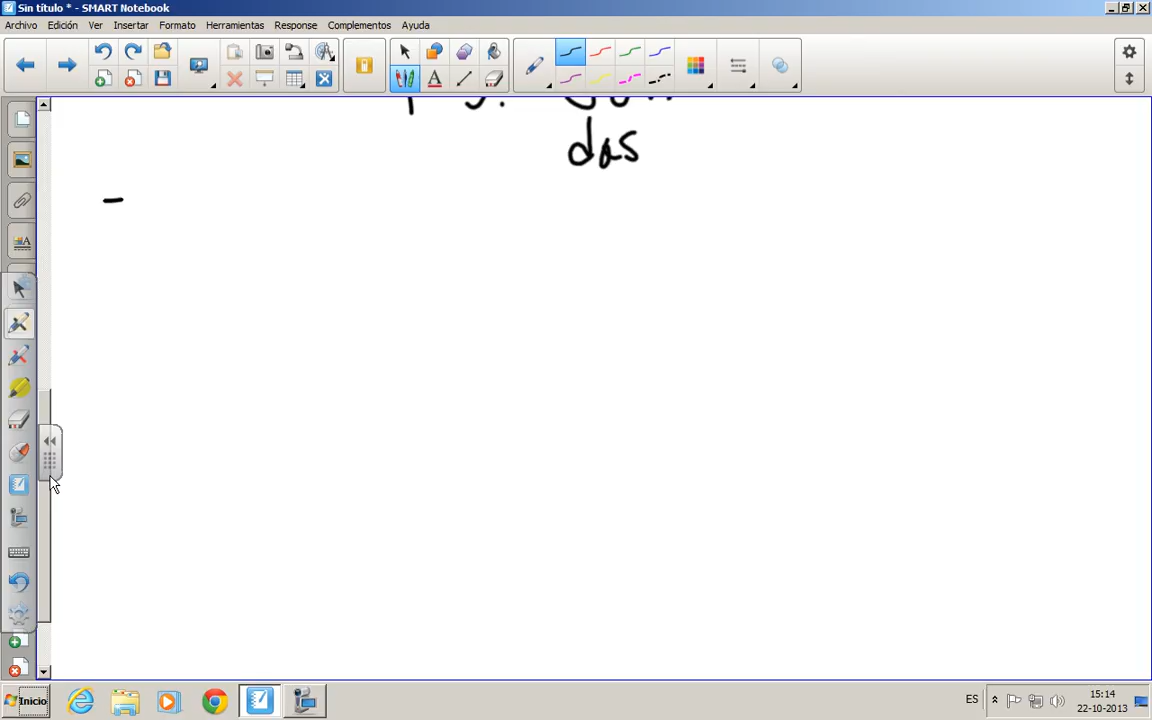 Sin título * - SMART Notebook
Archivo Edición Ver Insertar Formato Herramientas Response Complementos Ayuda
das
-
Inicio
ES
15:14
22-10-2013